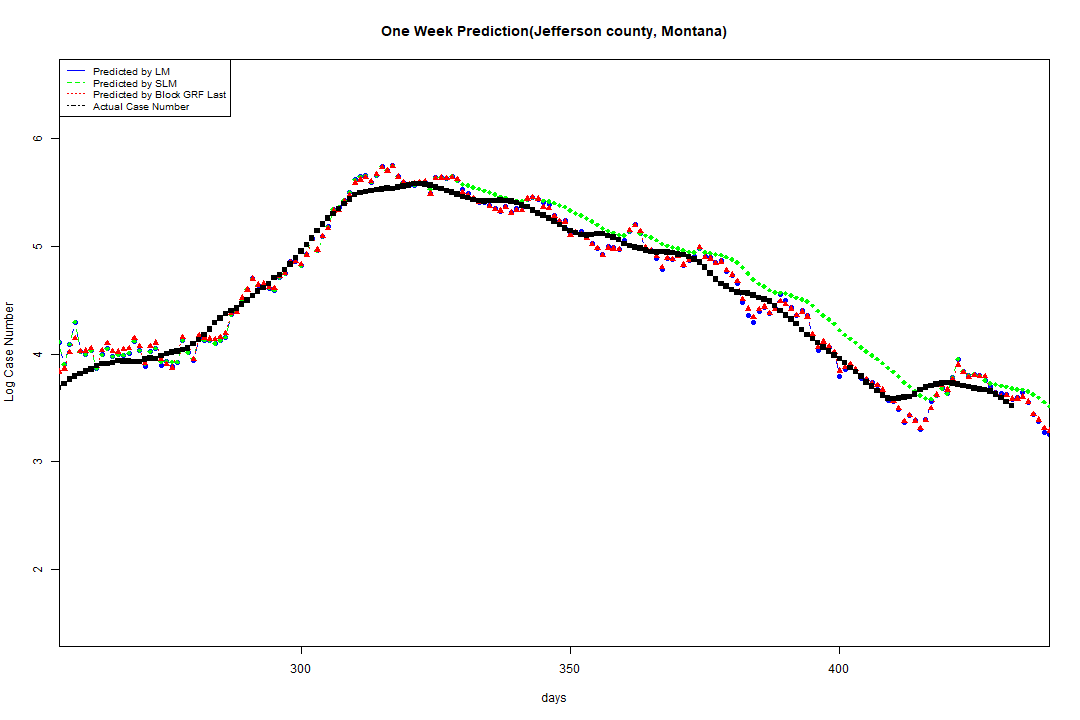 One Week Prediction(Jefferson county, Montana)
Predicted by LM
Predicted by SLM
Predicted by Block GRF Last
Actual Case Number
6
5
4
3
2
Log Case Number
300 350 400
days